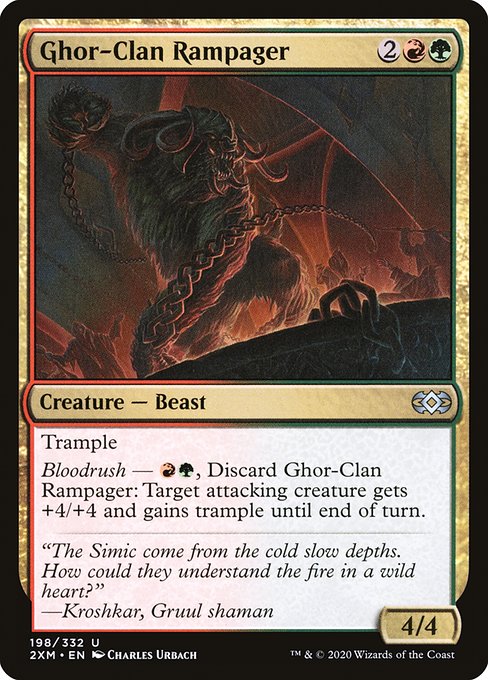 Ghor-Clan Rampager 2
Creature — Beast
Trample
Bloodrush — , Discard Ghor-Clan
Rampager: Target attacking creature gets
+4/+4 and gains trample until end of turn.
"The Simic come from the cold slow depths.
How could they understand the fire in a wild
heart?"
—Kroshkar, Gruul shaman
4/4
198/332 U
2XM • EN Charles Urbach ™ & © 2020 Wizards of the Coast